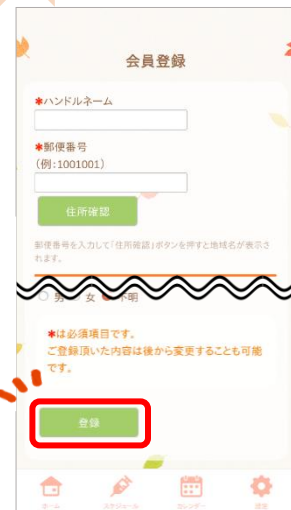 会員登録
*ハンドルネーム
*郵便番号
(例:1001001)
住所確認
郵便番号を入力して「住所確認」ボタンを押すと地域名が表示さ
れます。
男 女 不明
*は必須項目です。
ご登録頂いた内容は後から変更することも可能
です。
登録
ホーム スケジュール カレンダー 設定